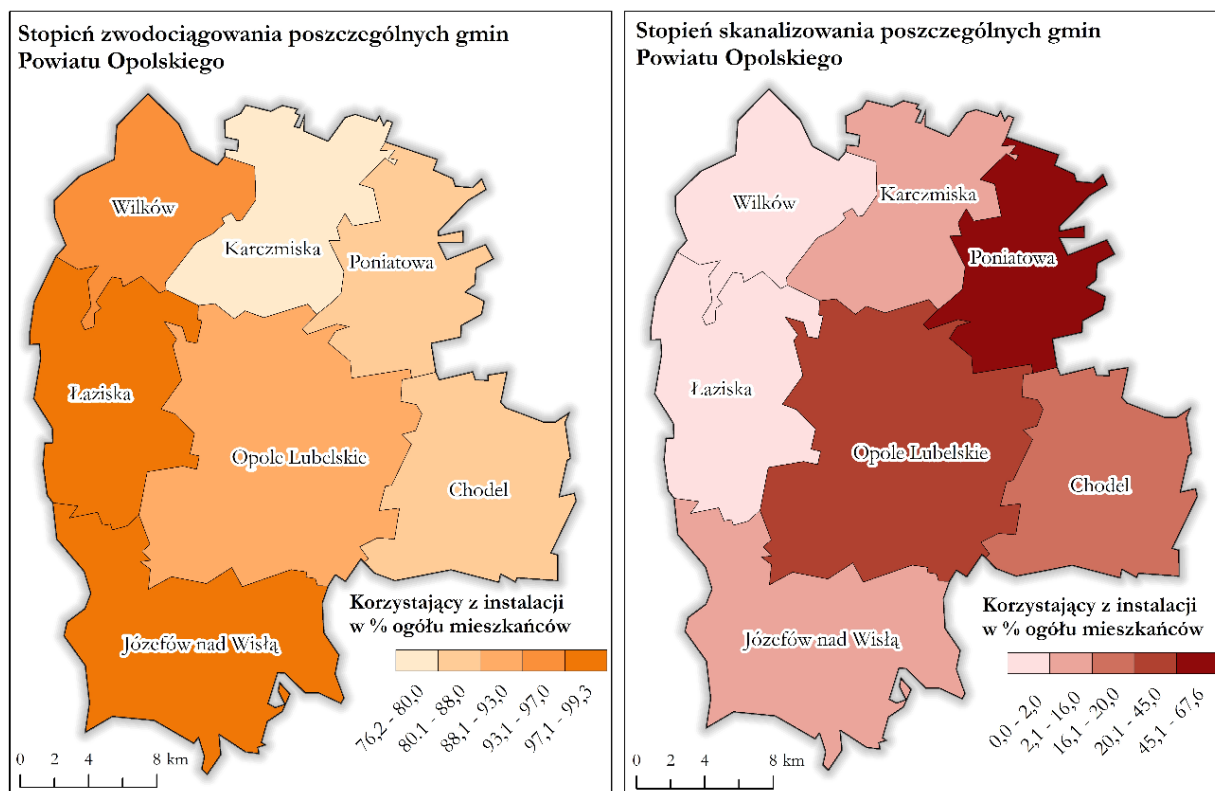 Stopień zwodociągowania poszczególnych gmin
Powiatu Opolskiego
Wilków
Karczmiska
Poniatowa
Łaziska
Opole Lubelskie
Chodel
Józefów nad Wisłą
Korzystający z instalacji
w % ogółu mieszkańców
76,2 - 80,0
80,1 - 88,0
88,1 - 93,0
93,1 - 97,0
97,1 - 99,3
0 2 4 8 km
Stopień skanalizowania poszczególnych gmin
Powiatu Opolskiego
Wilków
Karczmiska
Poniatowa
Łaziska
Opole Lubelskie
Chodel
Józefów nad Wisłą
Korzystający z instalacji
w % ogółu mieszkańców
0,0 - 2,0
2,1 - 16,0
16,1 - 20,0
20,1 - 45,0
45,1 - 67,6
0 2 4 8 km